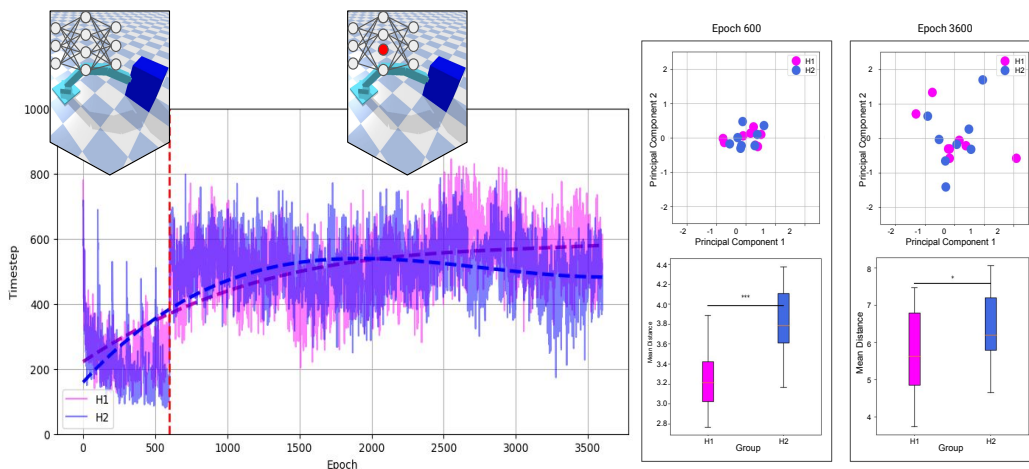 1000
800
600
400
200
0
Timestep
H1
H2
0
500
1000
1500
2000
2500
3000
3500
Epoch
Epoch 600
H1
H2
2
1
0
-1
-2
Principal Component 2
-2
-1
0
1
2
Principal Component 1
Epoch 3600
H1
H2
2
1
0
-1
-2
Principal Component 2
-2
-1
0
1
2
Principal Component 1
4.4
4.2
4.0
3.8
3.6
3.4
3.2
3.0
2.8
Mean Distance
***
H1
H2
Group
8
7
6
5
4
Mean Distance
*
H1
H2
Group